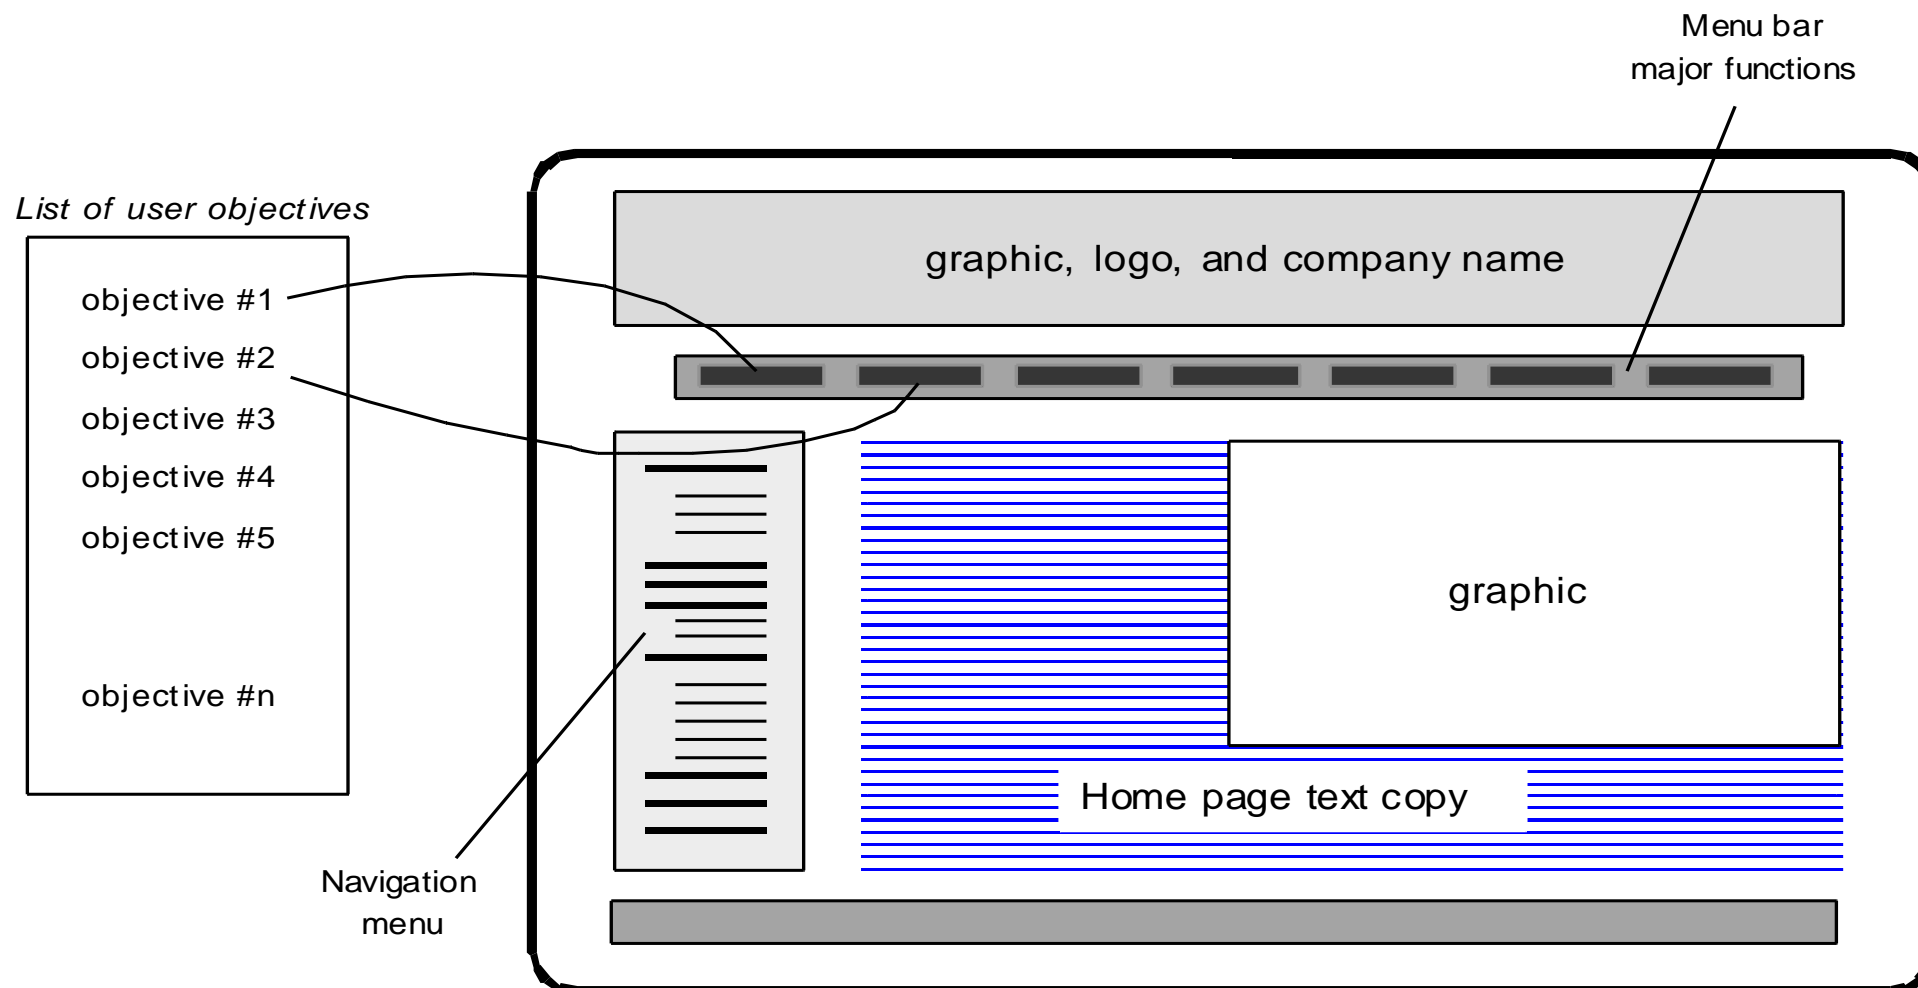 Menu bar
major functions
List of user objectives
graphic, logo, and company name
objective #1
objective #2
objective #3
objective #4
objective #5
objective #n
graphic
Home page text copy
Navigation
menu